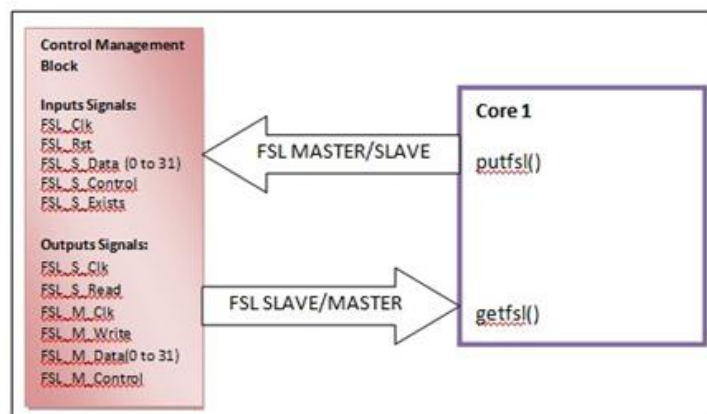 Control Management
Block
Inputs Signals:
FSL_Clk
FSL_Rst
FSL_S_Data (0 to 31)
FSL_S_Control
FSL_S_Exists
Outputs Signals:
FSL_S_Clk
FSL_S_Read
FSL_M_Clk
FSL_M_Write
FSL_M_Data(0 to 31)
FSL_M_Control
FSL MASTER/SLAVE
FSL SLAVE/MASTER
Core 1
putfsl()
getfsl()